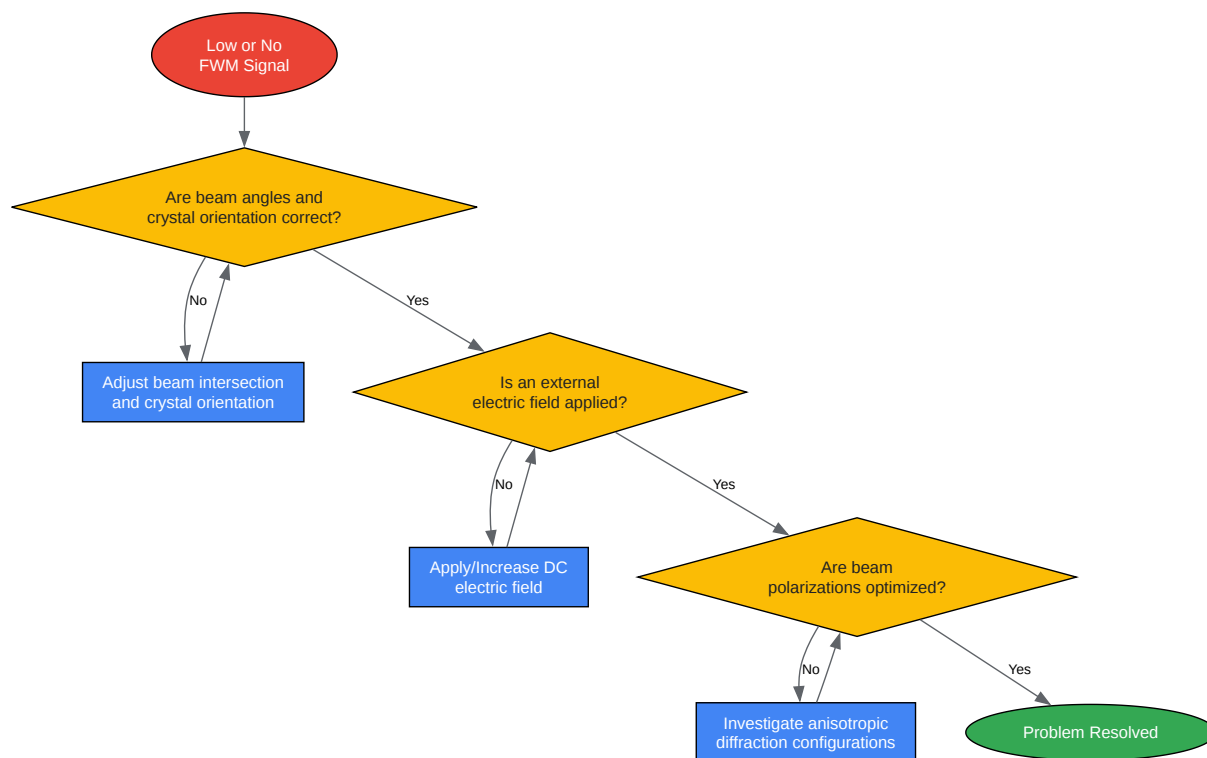 Low or No
FWM Signal
Are beam angles and
crystal orientation correct?
No
Yes
Adjust beam intersection
and crystal orientation
Is an external
electric field applied?
No
Yes
Apply/Increase DC
electric field
Are beam
polarizations optimized?
No
Yes
Investigate anisotropic
diffraction configurations
Problem Resolved